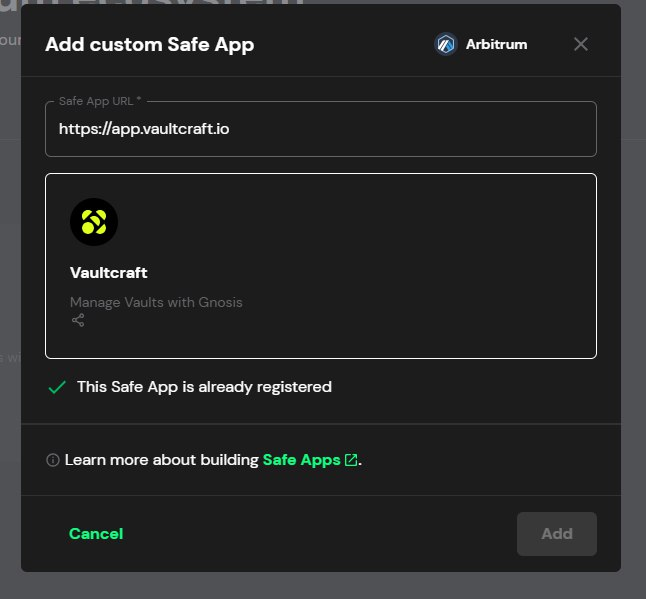 Add custom Safe App
Arbitrum
Safe App URL *
https://app.vaultcraft.io
Vaultcraft
Manage Vaults with Gnosis
This Safe App is already registered
Learn more about building Safe Apps.
Cancel
Add